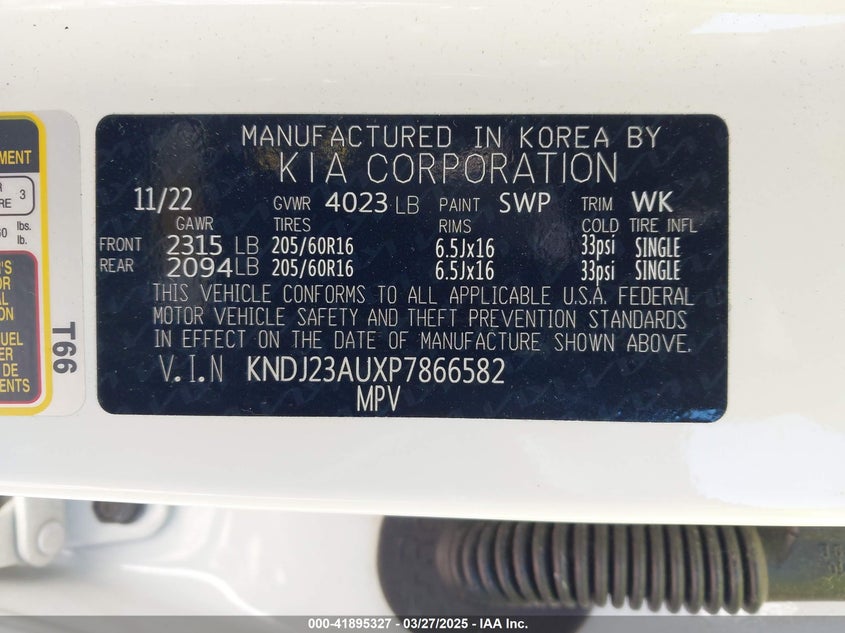 MANUFACTURED IN KOREA BY
KIA CORPORATION
11/22 GVWR 4023 LB PAINT SWP TRIM WK
GAWR TIRES RIMS COLD TIRE INFL
FRONT 2315 LB 205/60R16 6.5Jx16 33psi SINGLE
REAR 2094 LB 205/60R16 6.5Jx16 33psi SINGLE
THIS VEHICLE CONFORMS TO ALL APPLICABLE U.S.A. FEDERAL
MOTOR VEHICLE SAFETY AND THEFT PREVENTION STANDARDS
IN EFFECT ON THE DATE OF MANUFACTURE SHOWN ABOVE.
V.I.N KNDJ23AUXP7866582
MPV
3
lbs.
lb.
T66
000-41895327 - 03/27/2025 - IAA Inc.